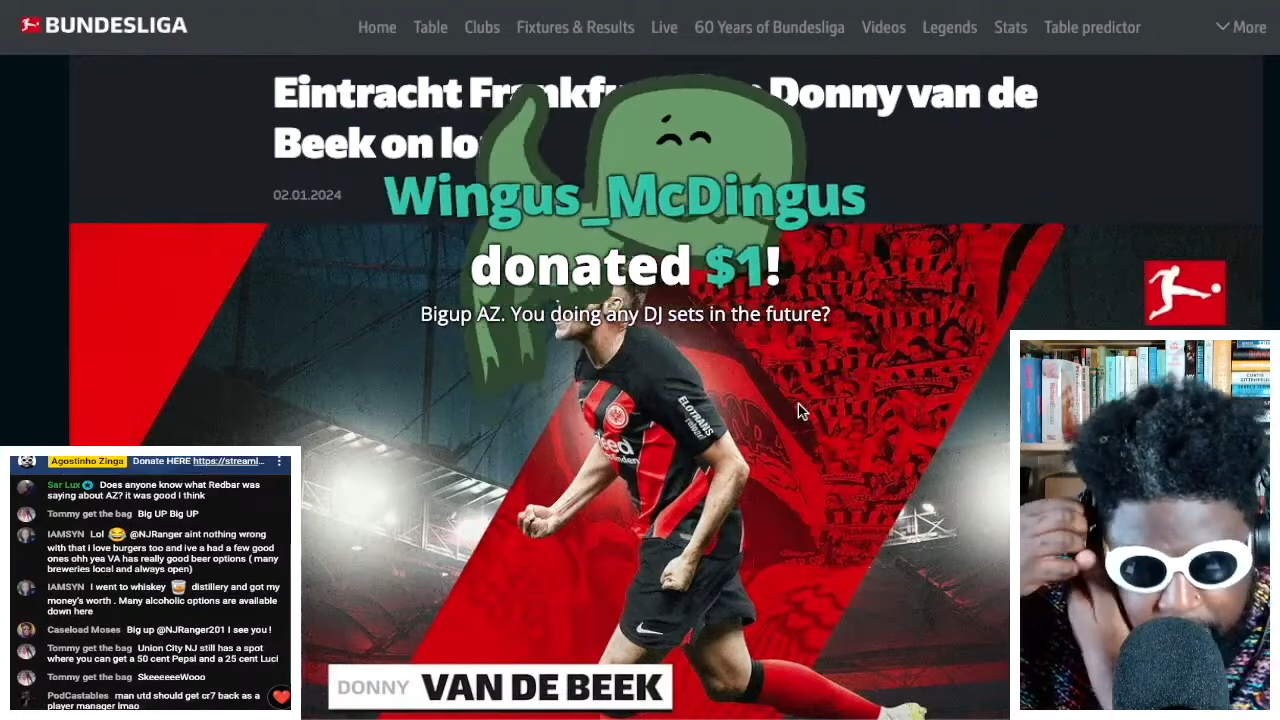 BUNDESLIGA
Home Table Clubs Fixtures & Results Live 60 Years of Bundesliga Videos Legends Stats Table predictor More
Eintracht Donny van de
Beek on
02.01.2024
Wingus_McDingus
donated $1!
Bigup AZ. You doing any DJ sets in the future?
ELOTRANS
reload
DONNY VAN DE BEEK
Agostinho Zinga Donate HERE https://streaml...
Sar Lux Does anyone know what Redbar was
saying about AZ? it was good I think
Tommy get the bag Big UP Big UP
IAMSYN Lol 😂 @NJRanger aint nothing wrong
with that i love burgers too and ive a had a few good
ones ohh yea VA has really good beer options ( many
breweries local and always open)
IAMSYN I went to whiskey 🥃 distillery and got my
money's worth . Many alcoholic options are available
down here
Caseload Moses Big up @NJRanger201 I see you !
Tommy get the bag Union City NJ still has a spot
where you can get a 50 cent Pepsi and a 25 cent Luci
Tommy get the bag SkeeeeeeWooo
PodCastables man utd should get cr7 back as a
player manager lmao